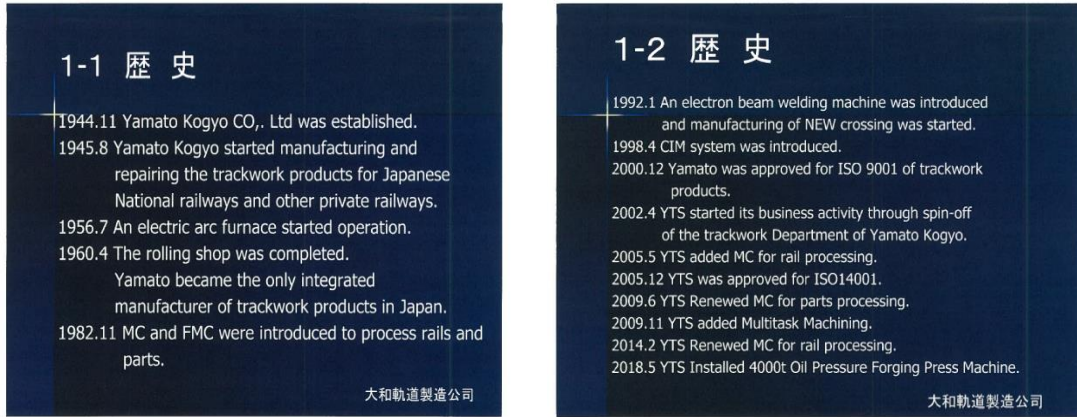 1-1 歴 史
1944.11 Yamato Kogyo CO,. Ltd was established.
1945.8 Yamato Kogyo started manufacturing and
repairing the trackwork products for Japanese
National railways and other private railways.
1956.7 An electric arc furnace started operation.
1960.4 The rolling shop was completed.
Yamato became the only integrated
manufacturer of trackwork products in Japan.
1982.11 MC and FMC were introduced to process rails and
parts.
大和軌道製造公司
1-2 歴 史
1992.1 An electron beam welding machine was introduced
and manufacturing of NEW crossing was started.
1998.4 CIM system was introduced.
2000.12 Yamato was approved for ISO 9001 of trackwork
products.
2002.4 YTS started its business activity through spin-off
of the trackwork Department of Yamato Kogyo.
2005.5 YTS added MC for rail processing.
2005.12 YTS was approved for ISO14001.
2009.6 YTS Renewed MC for parts processing.
2009.11 YTS added Multitask Machining.
2014.2 YTS Renewed MC for rail processing.
2018.5 YTS Installed 4000t Oil Pressure Forging Press Machine.
大和軌道製造公司